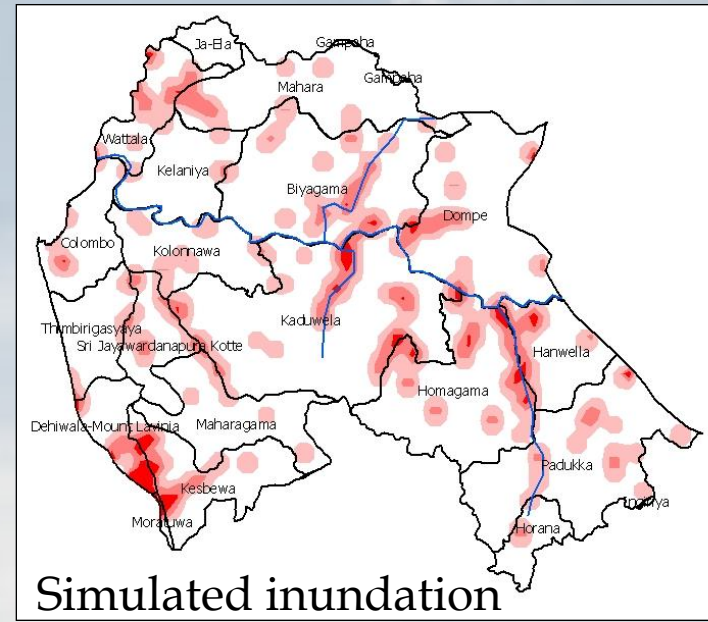 Ja-Ella
Gampaha
Gampaha
Mahara
Wattala
Kelaniya
Biyagama
Dompe
Colombo
Kolonnawa
Kaduwela
Thimbirigasyaya
Sri Jayawardanapura Kotte
Hanwella
Homagama
Dehiwala-Mount Lavinia
Maharagama
Padukka
Kesbewa
Moratuwa
Horana
Simulated inundation